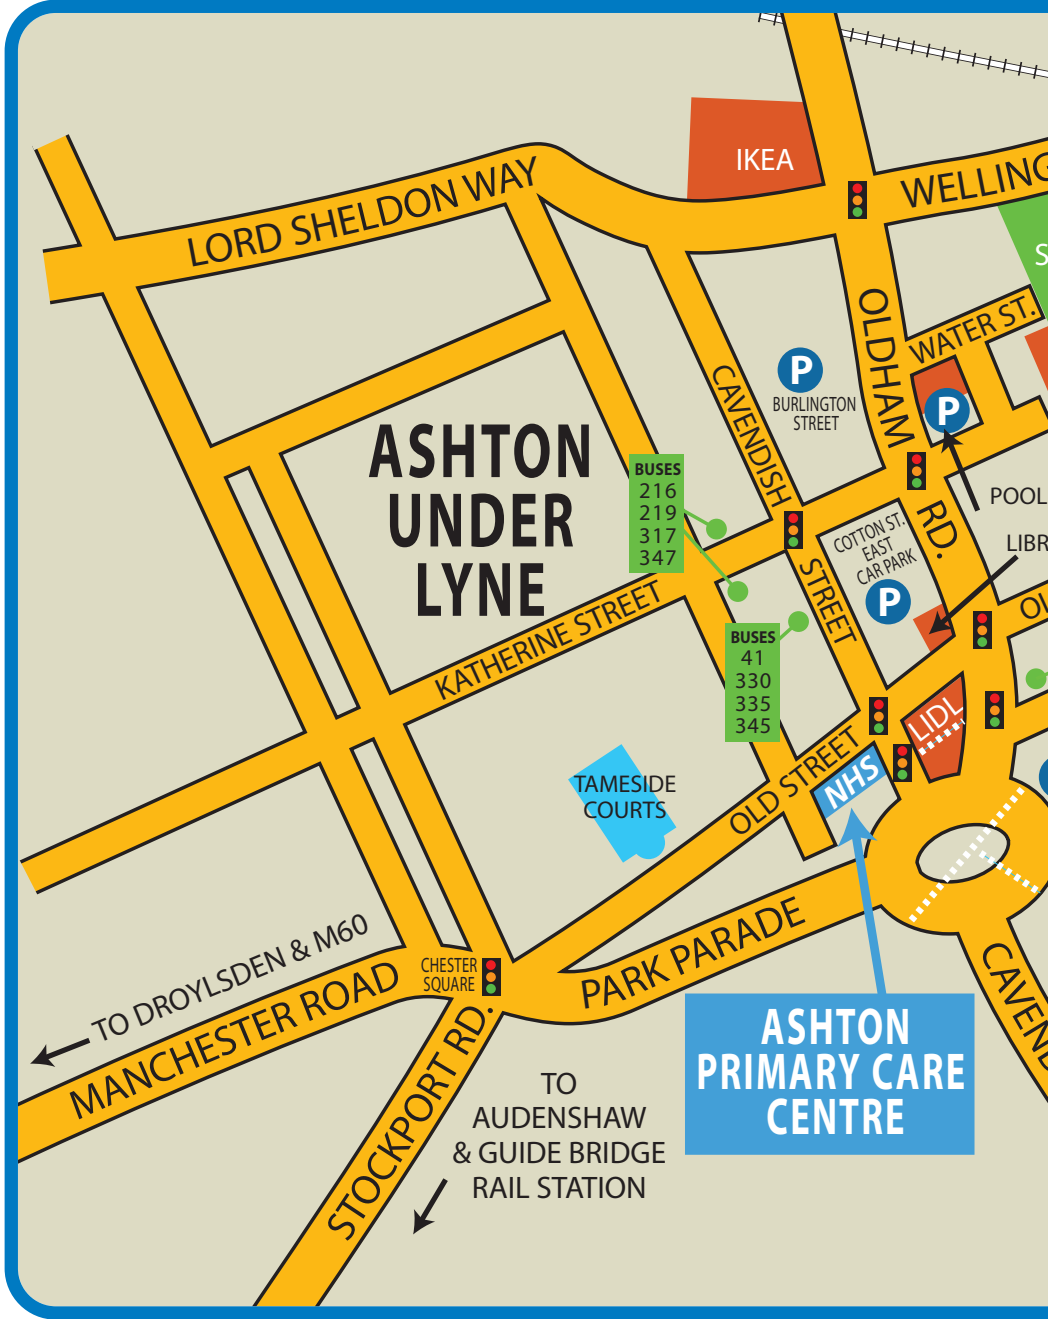 IKEA
WELLING
LORD SHELDON WAY
S
OLDHAM
RD.
WATER ST.
P
BURLINGTON
STREET
P
CAVENDISH
STREET
ASHTON
UNDER
LYNE
BUSES
216
219
317
347
POOL
LIBR
COTTON ST.
EAST
CAR PARK
P
KATHERINE STREET
OL
BUSES
41
330
335
345
LIDL
OLD STREET
NHS
TAMESIDE
COURTS
TO DROYLSDEN & M60
MANCHESTER ROAD
CHESTER
SQUARE
PARK PARADE
CAVEND
STOCKPORT RD.
ASHTON
PRIMARY CARE
CENTRE
TO
AUDENSHAW
& GUIDE BRIDGE
RAIL STATION